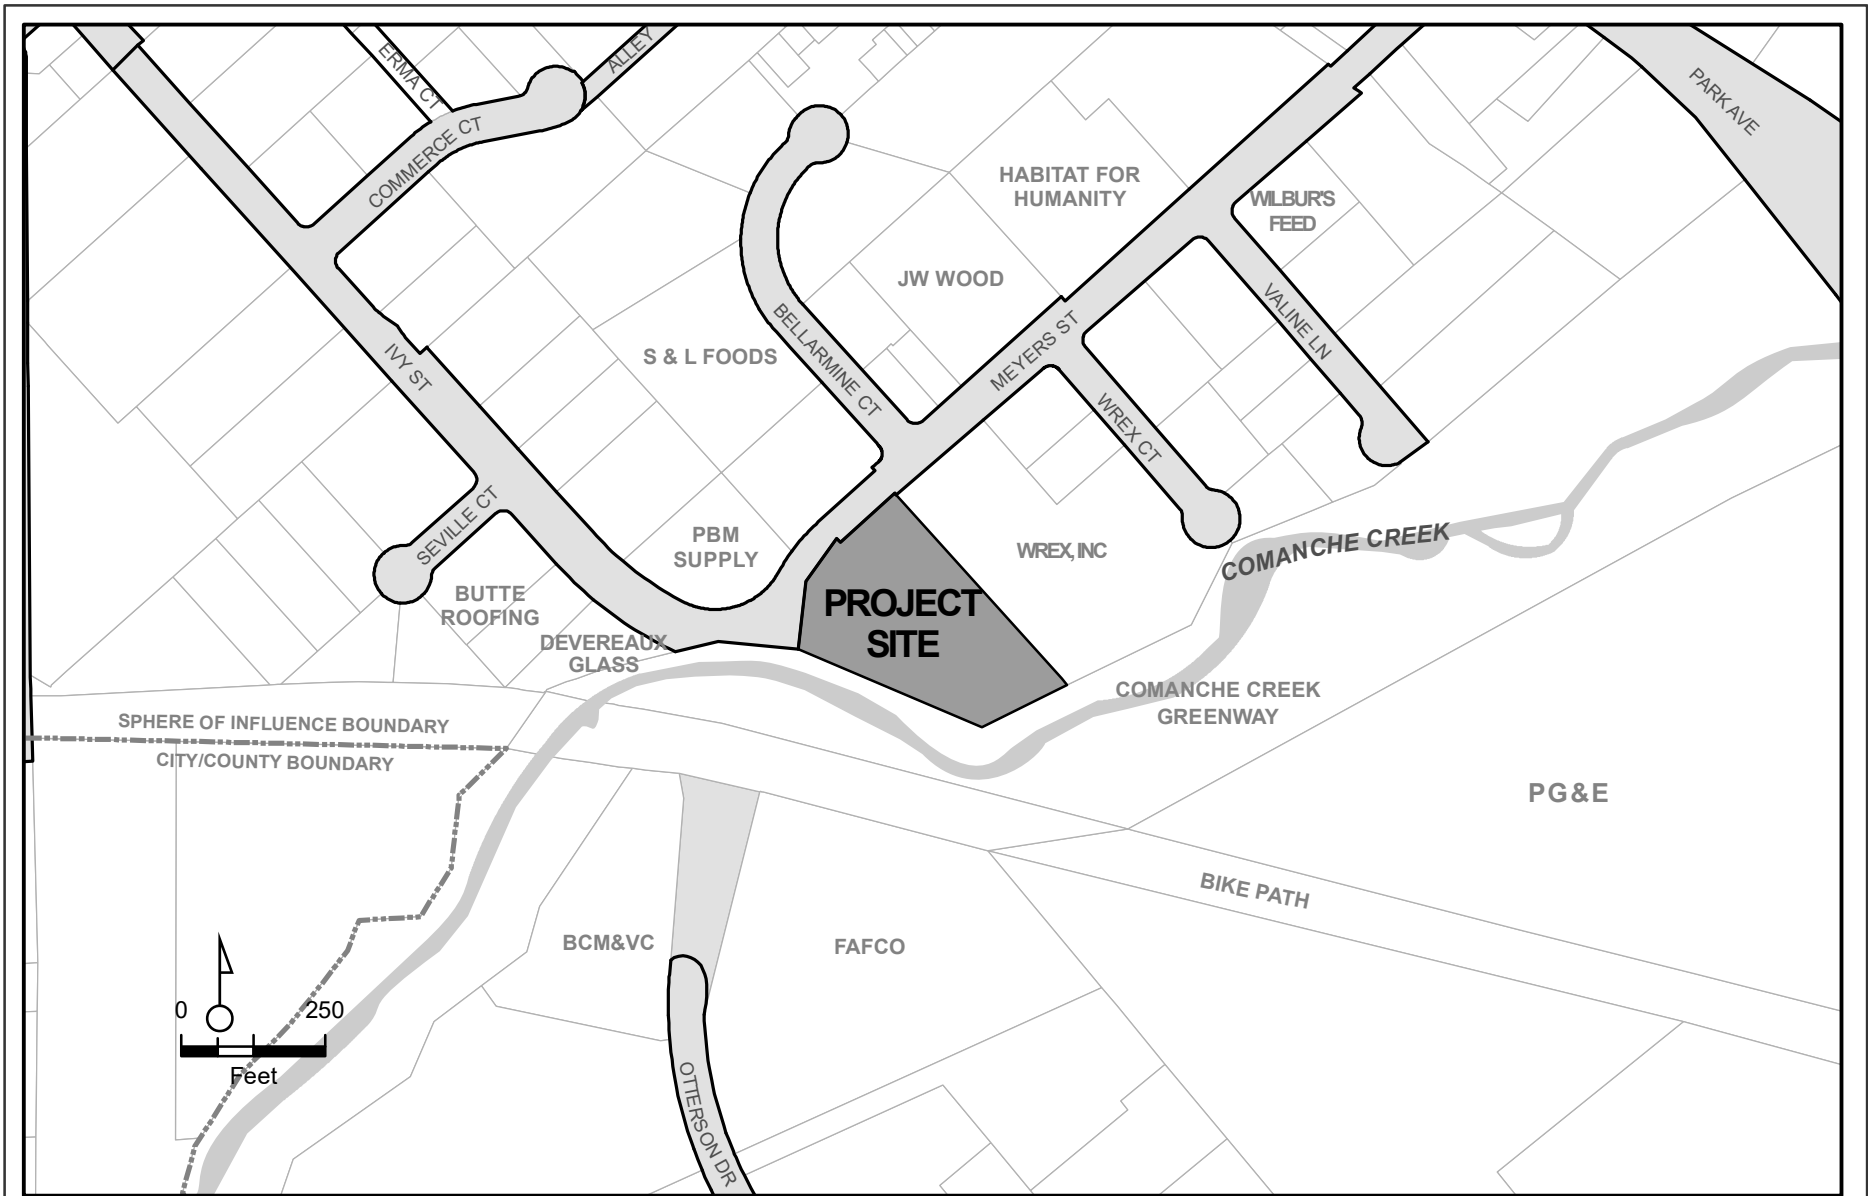 ERMA CT
ALLEY
COMMERCE CT
PARK AVE
HABITAT FOR
HUMANITY
WILBUR'S
FEED
JW WOOD
BELLARMINE CT
MEYERS ST
VALINE LN
IVY ST
S & L FOODS
WREX CT
SEVILLE CT
PBM
SUPPLY
WREX, INC
COMANCHE CREEK
BUTTE
ROOFING
PROJECT
SITE
DEVEREAUX
GLASS
COMANCHE CREEK
GREENWAY
SPHERE OF INFLUENCE BOUNDARY
CITY/COUNTY BOUNDARY
PG&E
BIKE PATH
BCM&VC
FAFCO
0 250
Feet
OTTERSON DR